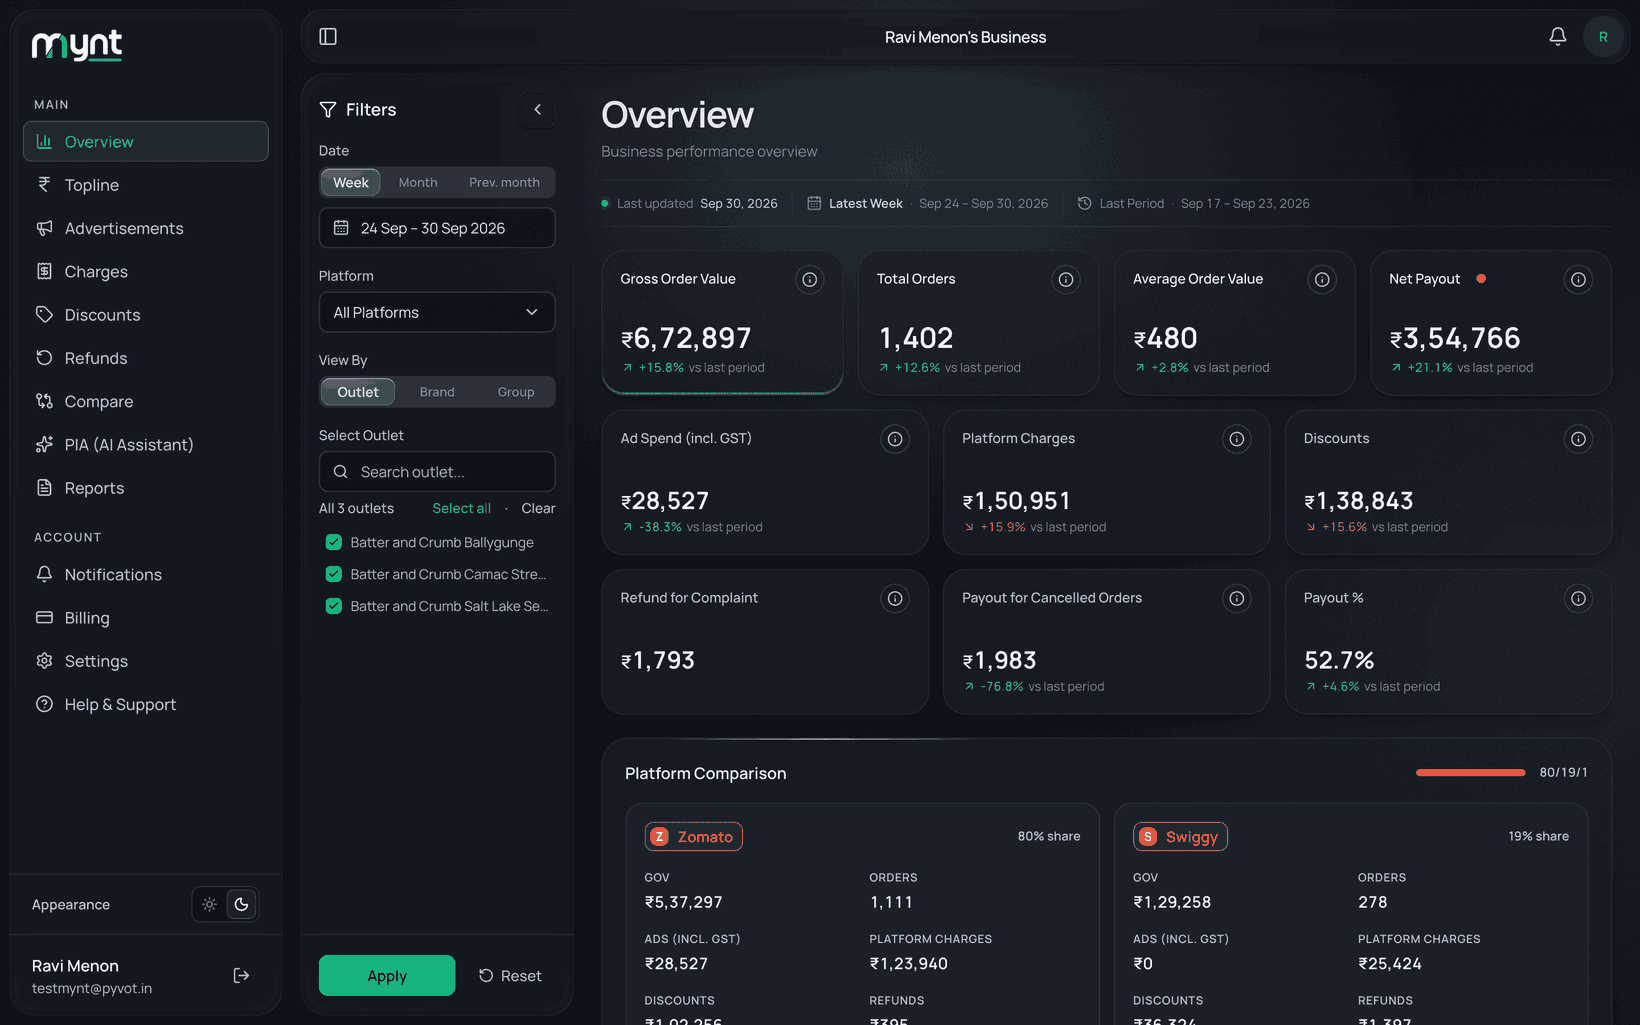 mynt
MAIN
Overview
Topline
Advertisements
Charges
Discounts
Refunds
Compare
PIA (AI Assistant)
Reports
ACCOUNT
Notifications
Billing
Settings
Help & Support
Appearance
Ravi Menon
testmynt@pyvot.in
Ravi Menon's Business
R
Filters
Date
Week Month Prev. month
24 Sep – 30 Sep 2026
Platform
All Platforms
View By
Outlet Brand Group
Select Outlet
Search outlet...
All 3 outlets Select all · Clear
Batter and Crumb Ballygunge
Batter and Crumb Camac Stre...
Batter and Crumb Salt Lake Se...
Apply Reset
Overview
Business performance overview
Last updated Sep 30, 2026 Latest Week · Sep 24 – Sep 30, 2026 Last Period · Sep 17 – Sep 23, 2026
Gross Order Value
₹6,72,897
+15.8% vs last period
Total Orders
1,402
+12.6% vs last period
Average Order Value
₹480
+2.8% vs last period
Net Payout
₹3,54,766
+21.1% vs last period
Ad Spend (incl. GST)
₹28,527
-38.3% vs last period
Platform Charges
₹1,50,951
+15.9% vs last period
Discounts
₹1,38,843
+15.6% vs last period
Refund for Complaint
₹1,793
Payout for Cancelled Orders
₹1,983
-76.8% vs last period
Payout %
52.7%
+4.6% vs last period
Platform Comparison
80/19/1
Z Zomato
80% share
GOV ORDERS
₹5,37,297 1,111
ADS (INCL. GST) PLATFORM CHARGES
₹28,527 ₹1,23,940
DISCOUNTS REFUNDS
₹1,02,256 ₹395
S Swiggy
19% share
GOV ORDERS
₹1,29,258 278
ADS (INCL. GST) PLATFORM CHARGES
₹0 ₹25,424
DISCOUNTS REFUNDS
₹36,324 ₹1,397